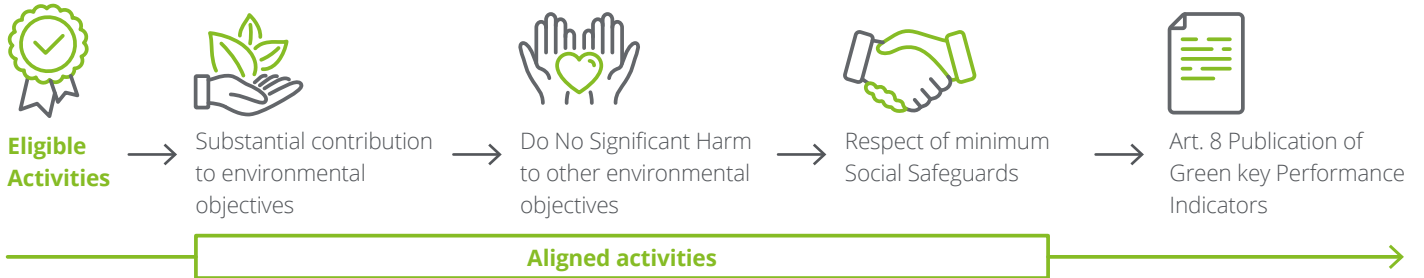 Eligible
Activities
Substantial contribution
to environmental
objectives
Do No Significant Harm
to other environmental
objectives
Respect of minimum
Social Safeguards
Art. 8 Publication of
Green key Performance
Indicators
Aligned activities